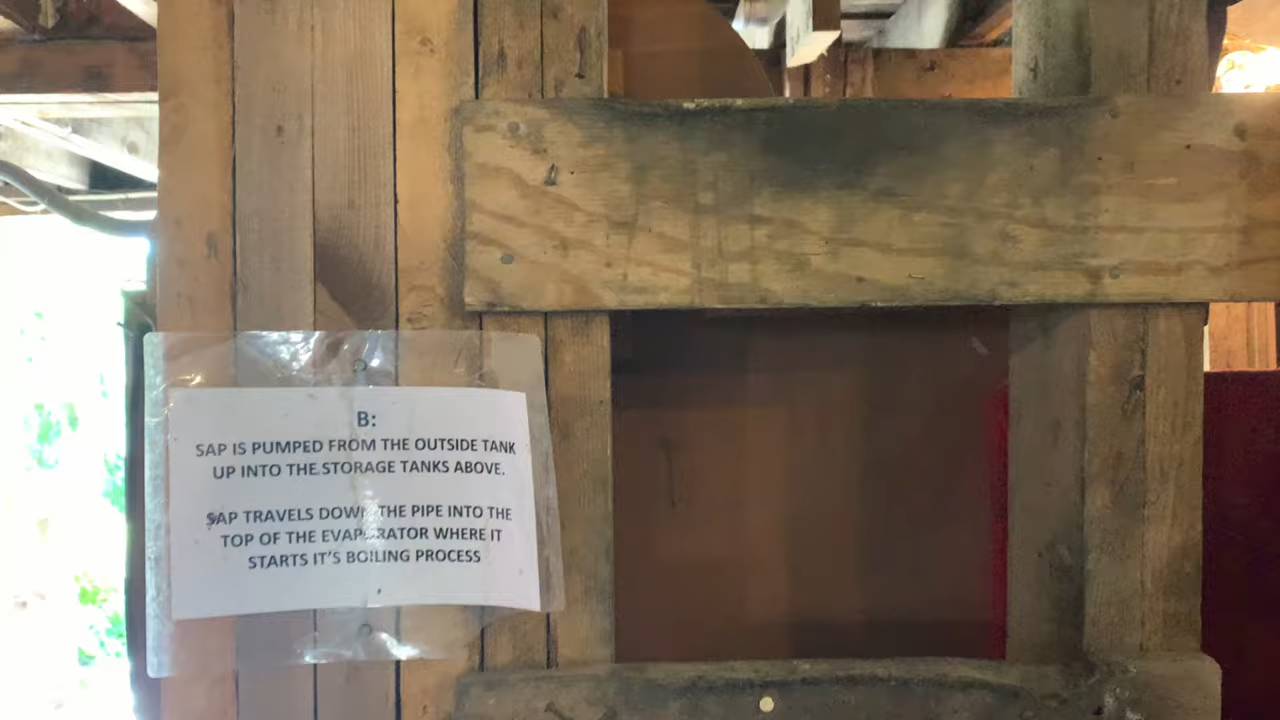 B:
SAP IS PUMPED FROM THE OUTSIDE TANK
UP INTO THE STORAGE TANKS ABOVE.
SAP TRAVELS DOWN THE PIPE INTO THE
TOP OF THE EVAPORATOR WHERE IT
STARTS IT'S BOILING PROCESS